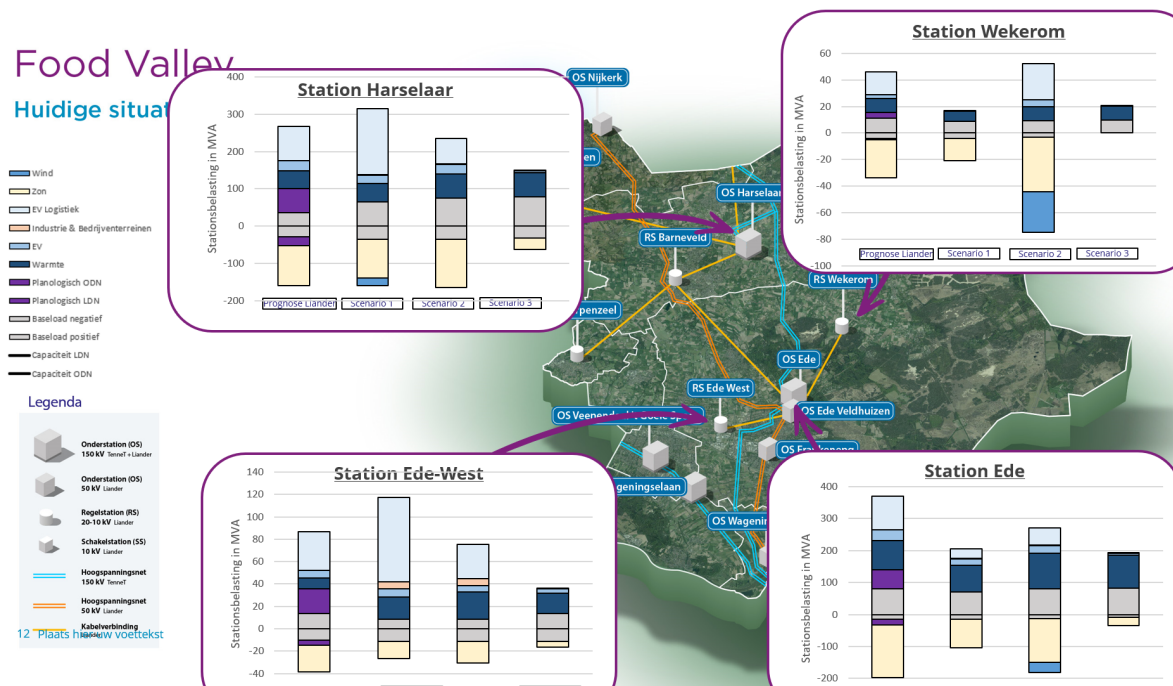 Food Valley
Huidige situat
Wind
Zon
EV Logistiek
Industrie & Bedrijventerreinen
EV
Warmte
Planologisch ODN
Planologisch LDN
Baseload negatief
Baseload positief
Capaciteit LDN
Capaciteit ODN
Legenda
Onderstation (OS)
150 kV TenneT + Liander
Onderstation (OS)
50 kV Liander
Regelstation (RS)
20-10 kV Liander
Schakelstation (SS)
10 kV Liander
Hoogspanningsnet
150 kV TenneT
Hoogspanningsnet
50 kV Liander
Kabelverbinding
12 Plaats hier uw voettekst
Station Harselaar
Stationsbelasting in MVA
400
300
200
100
0
-100
-200
Prognose Liander
Scenario 1
Scenario 2
Scenario 3
Station Wekerom
Stationsbelasting in MVA
60
40
20
0
-20
-40
-60
-80
-100
Prognose Liander
Scenario 1
Scenario 2
Scenario 3
OS Nijkerk
en
OS Harselaar
RS Barneveld
RS Wekerom
penzeel
OS Ede
RS Ede West
OS Ede Veldhuizen
OS Veenendaal
geningselaan
OS Wagenin
Station Ede-West
Stationsbelasting in MVA
140
120
100
80
60
40
20
0
-20
-40
Station Ede
Stationsbelasting in MVA
400
300
200
100
0
-100
-200